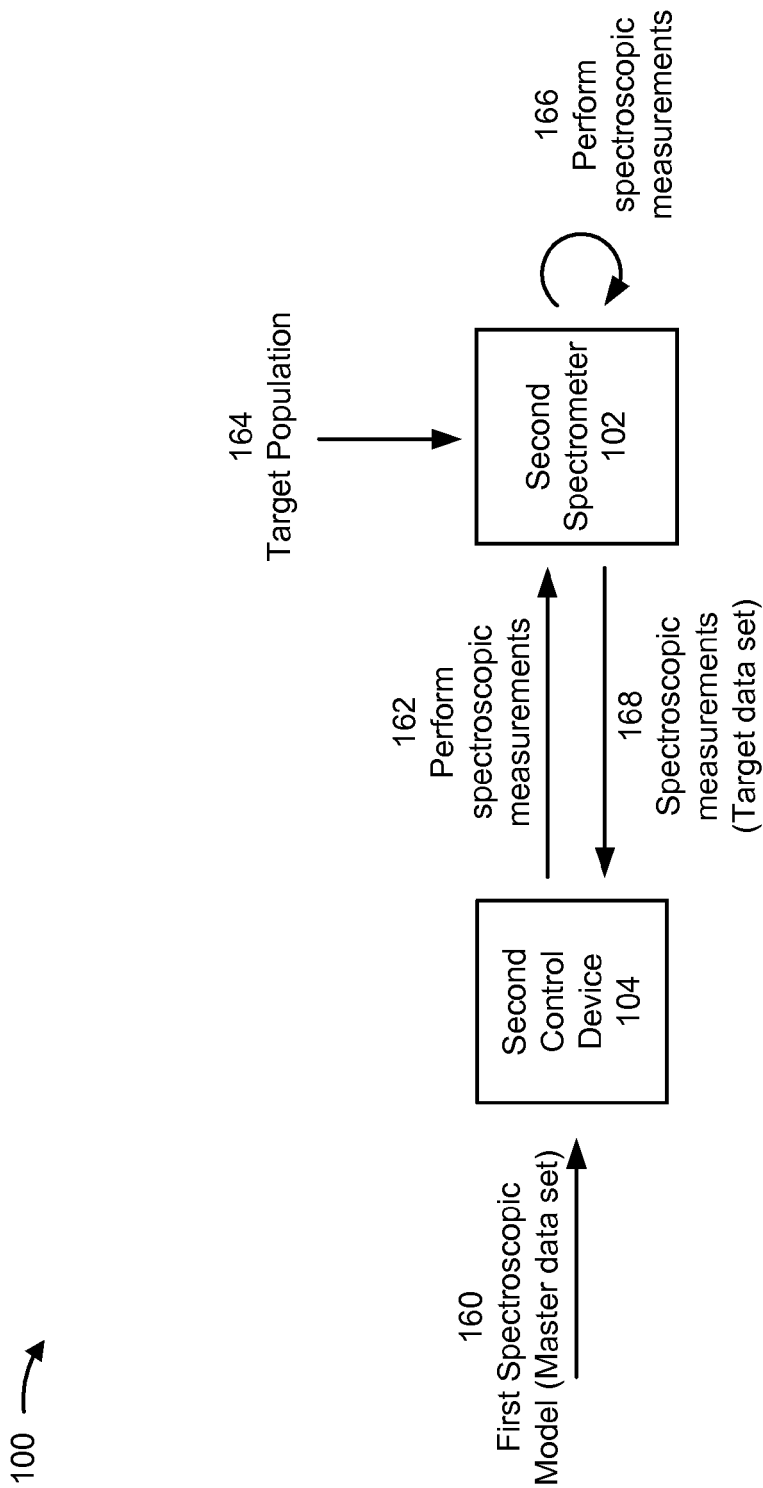 100
164
Target Population
166
Perform
spectroscopic
measurements
162
Perform
spectroscopic
measurements
160
First Spectroscopic
Model (Master data set)
Second
Control
Device
104
Second
Spectrometer
102
168
Spectroscopic
measurements
(Target data set)